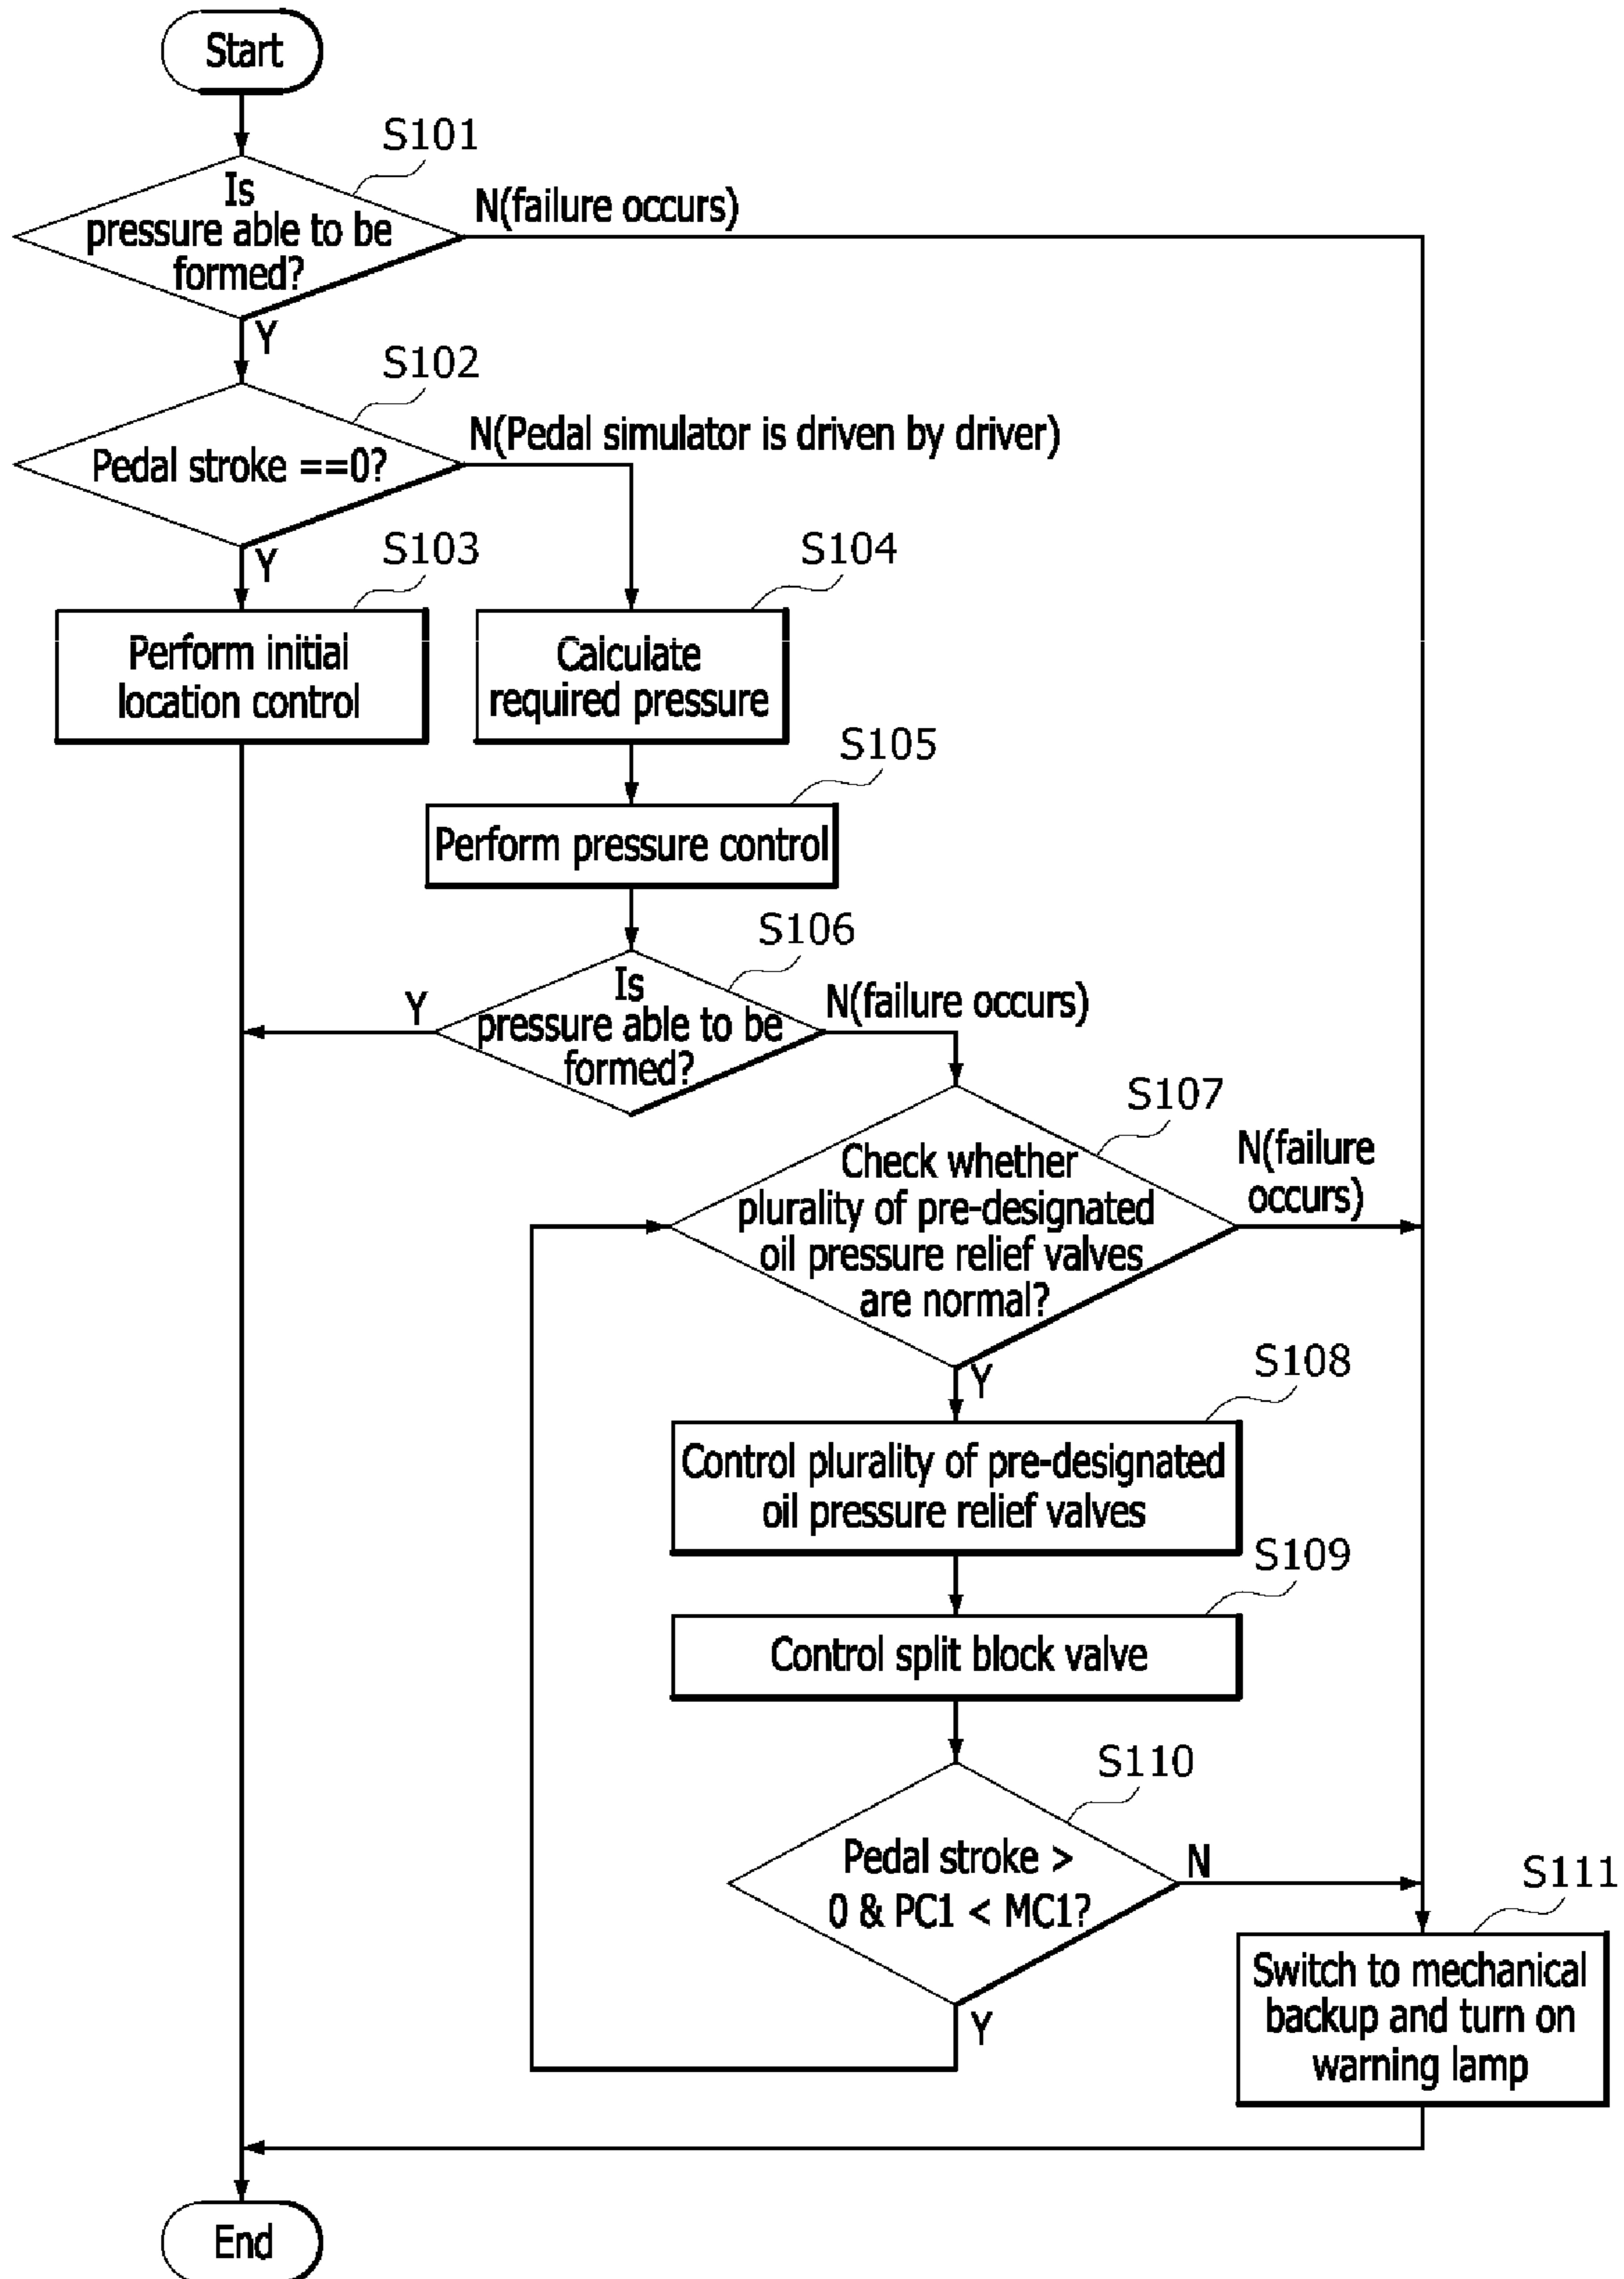 Start
S101
Is
pressure able to be
formed?
N(failure occurs)
Y
S102
Pedal stroke ==0?
N(Pedal simulator is driven by driver)
Y
S103
Perform initial
location control
S104
Calculate
required pressure
S105
Perform pressure control
S106
Is
pressure able to be
formed?
Y
N(failure occurs)
S107
Check whether
plurality of pre-designated
oil pressure relief valves
are normal?
N(failure
occurs)
Y
S108
Control plurality of pre-designated
oil pressure relief valves
S109
Control split block valve
S110
Pedal stroke >
0 & PC1 < MC1?
N
Y
S111
Switch to mechanical
backup and turn on
warning lamp
End